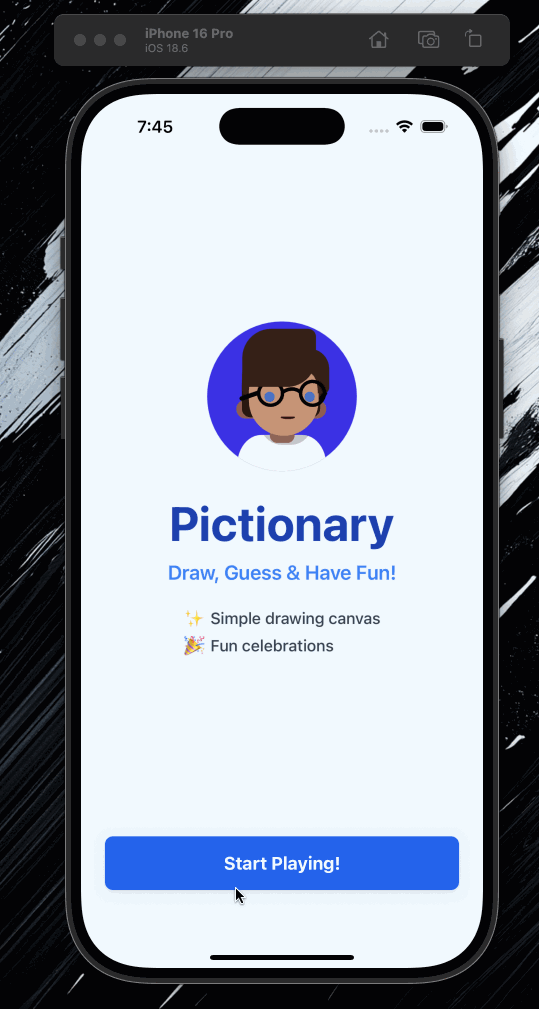 iPhone 16 Pro
iOS 18.6
7:45
Pictionary
Draw, Guess & Have Fun!
✨ Simple drawing canvas
🎉 Fun celebrations
Start Playing!